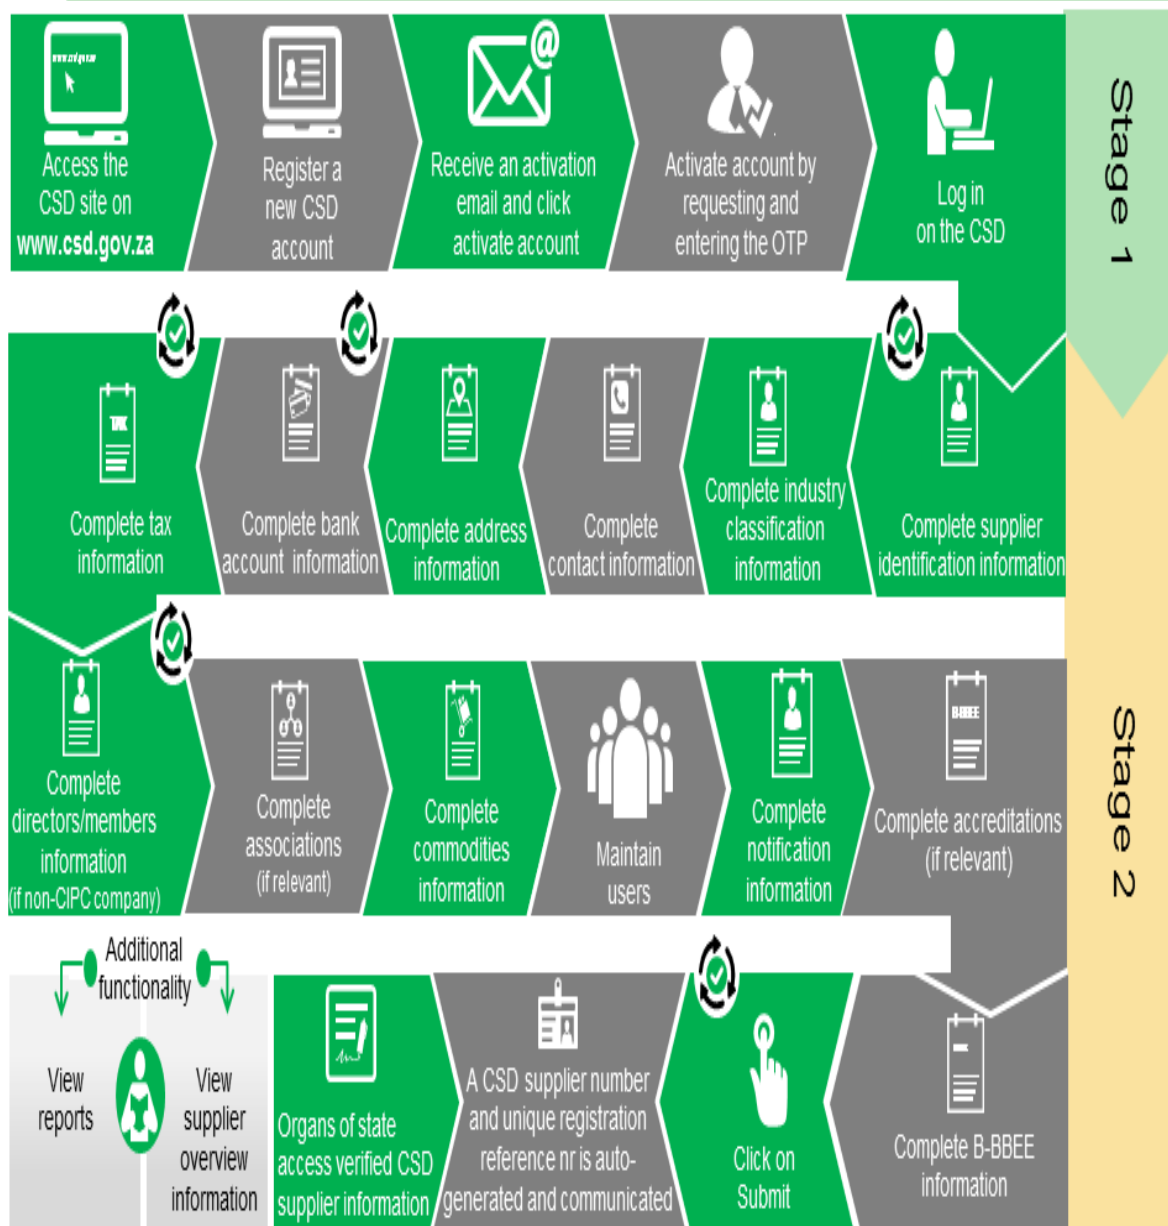 www.csd.gov.za
Access the
CSD site on
www.csd.gov.za
Register a
new CSD
account
Receive an activation
email and click
activate account
Activate account by
requesting and
entering the OTP
Log in
on the CSD
Stage 1
Complete supplier
identification information
Complete industry
classification
information
Complete
contact information
Complete address
information
Complete bank
account information
TAX
Complete tax
information
Complete
directors/members
information
(if non-CIPC company)
Complete
associations
(if relevant)
Complete
commodities
information
Maintain
users
Complete
notification
information
B-BBEE
Complete accreditations
(if relevant)
Stage 2
Complete B-BBEE
information
Click on
Submit
A CSD supplier number
and unique registration
reference nr is auto-
generated and communicated
Organs of state
access verified CSD
supplier information
Additional
functionality
View
reports
View
supplier
overview
information